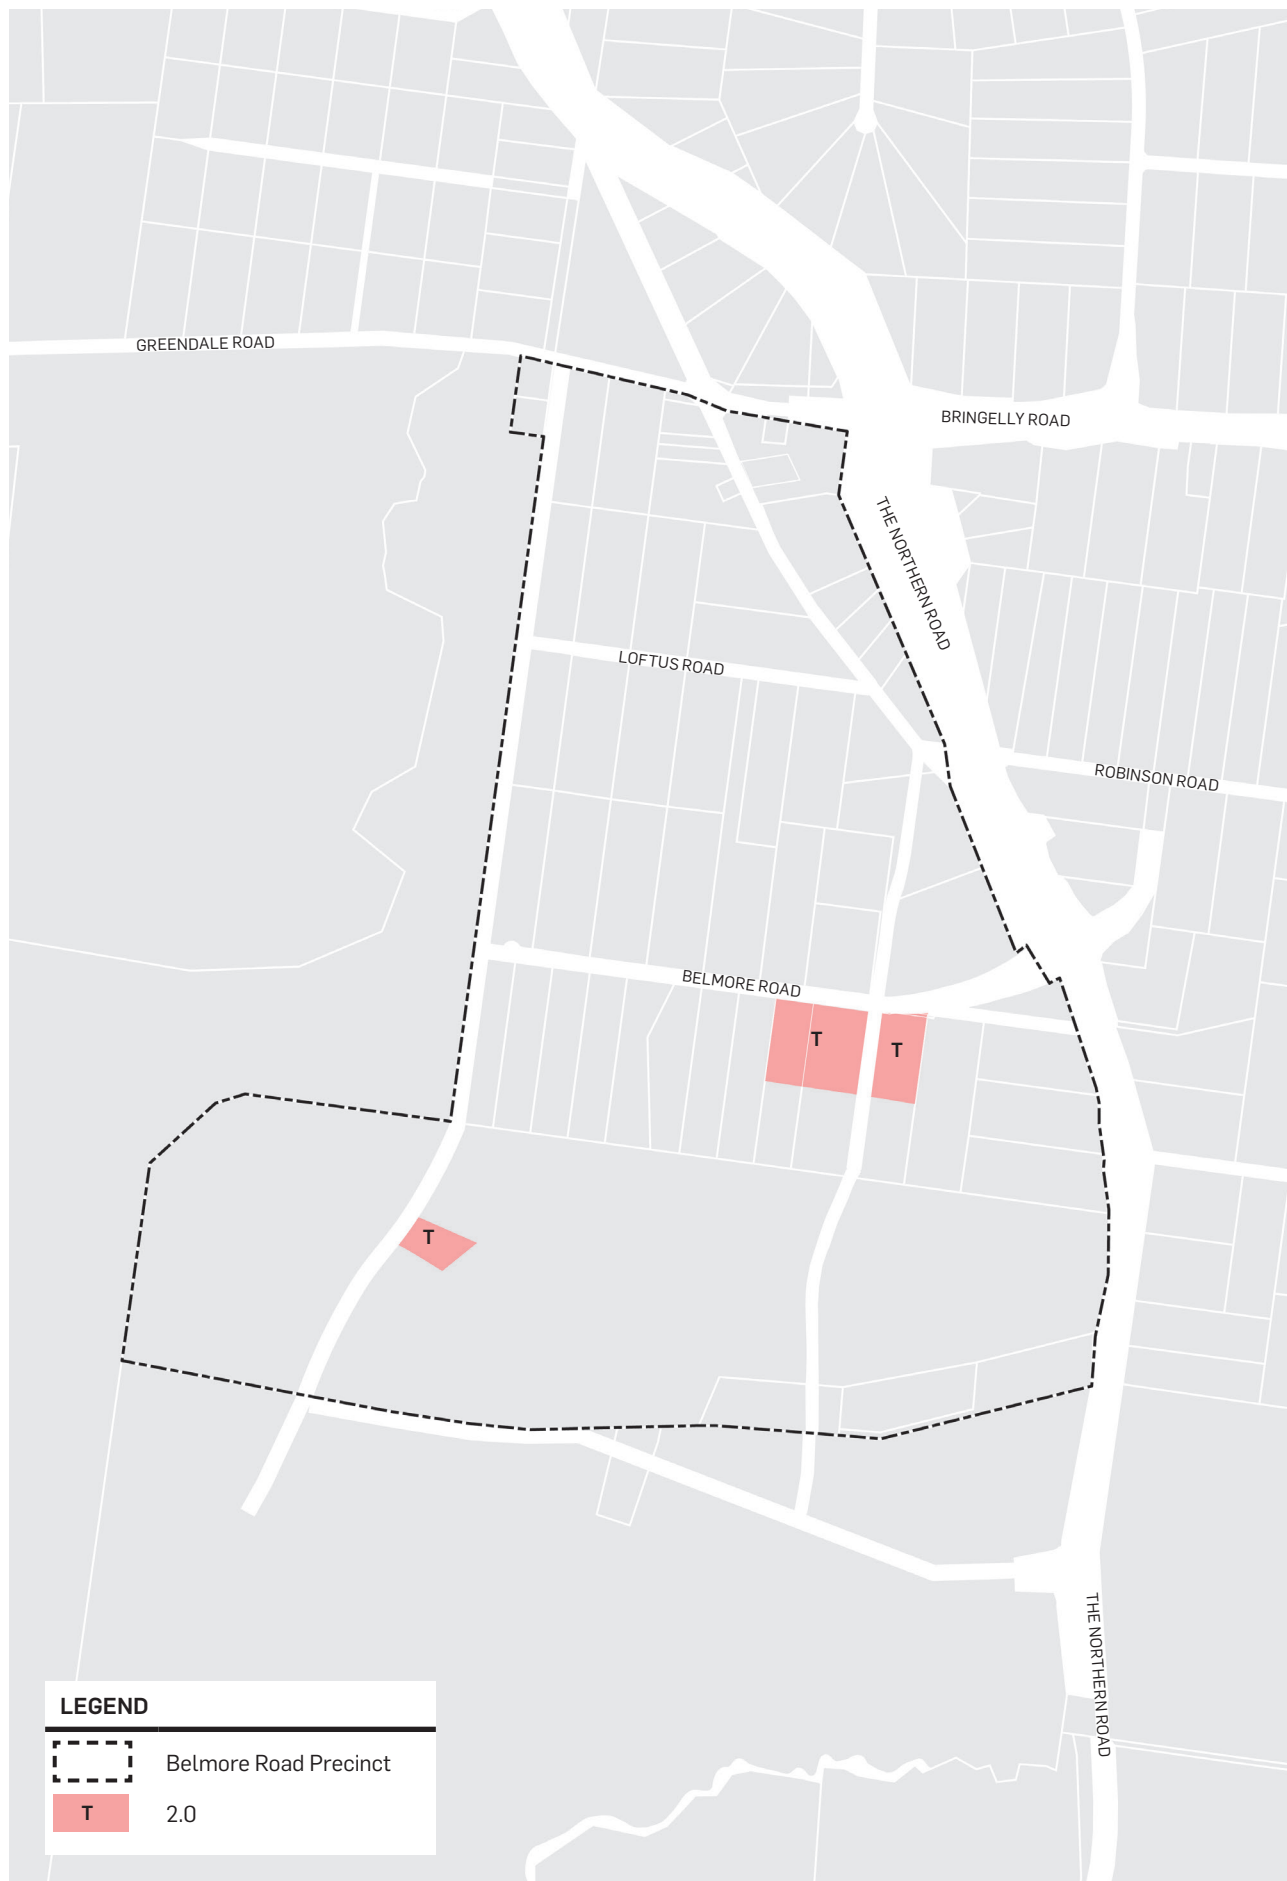 GREENDALE ROAD
BRINGELLY ROAD
THE NORTHERN ROAD
LOFTUS ROAD
ROBINSON ROAD
BELMORE ROAD
T
T
T
THE NORTHERN ROAD
LEGEND
Belmore Road Precinct
T 2.0